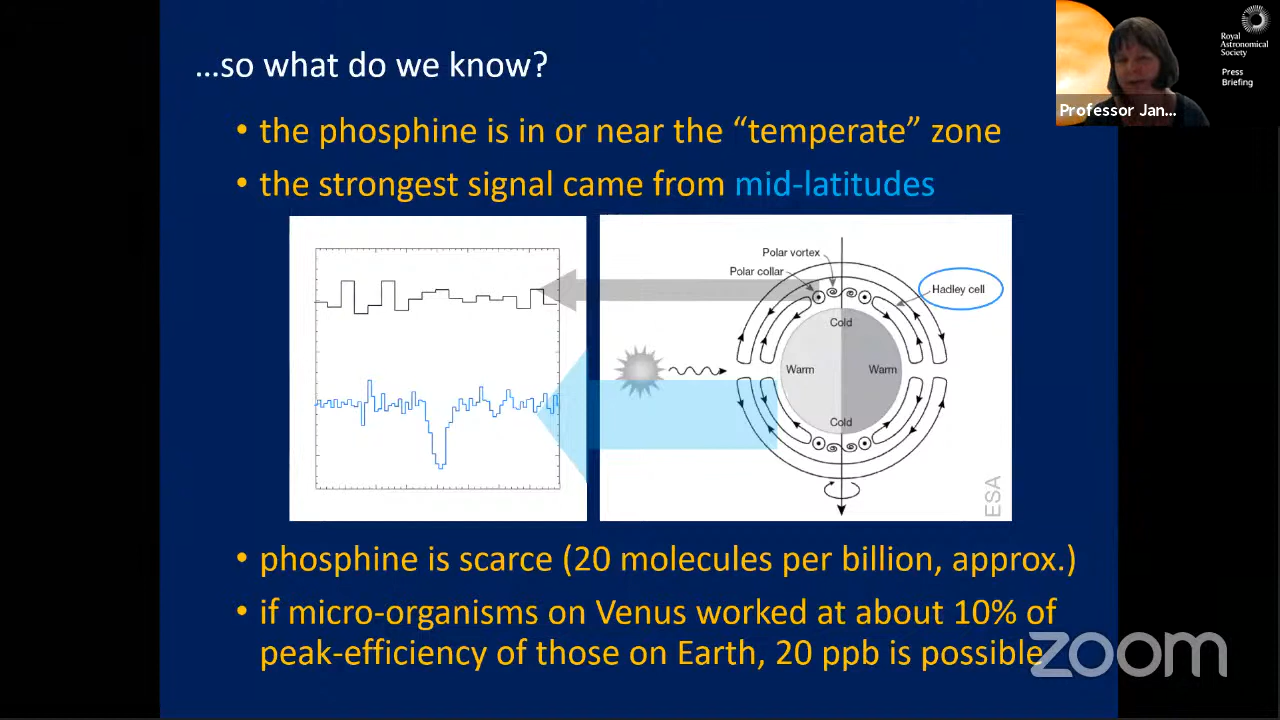 ...so what do we know?
• the phosphine is in or near the “temperate” zone
• the strongest signal came from mid-latitudes
Polar vortex
Polar collar
Hadley cell
Cold
Warm
Warm
Cold
ESA
• phosphine is scarce (20 molecules per billion, approx.)
• if micro-organisms on Venus worked at about 10% of
peak-efficiency of those on Earth, 20 ppb is possible
Professor Jan...
Royal
Astronomical
Society
Press
Briefing
zoom